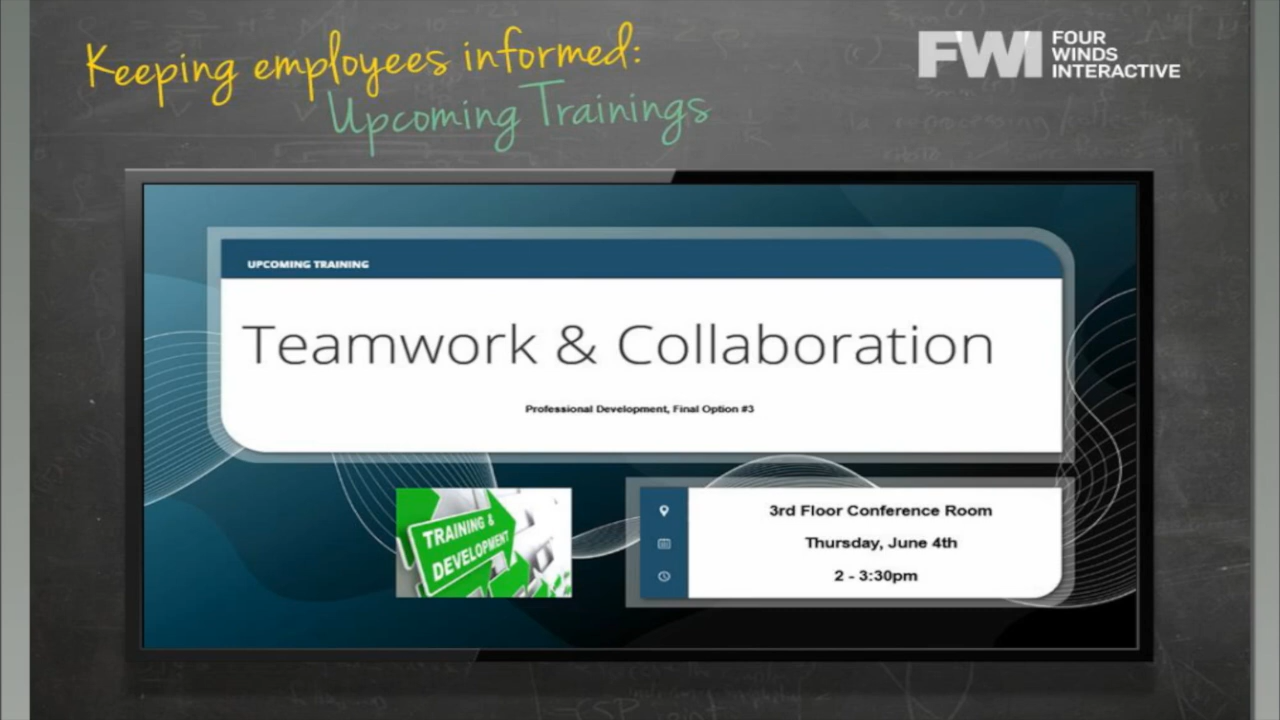 Keeping employees informed:
Upcoming Trainings
FWI FOUR
WINDS
INTERACTIVE
UPCOMING TRAINING
Teamwork & Collaboration
Professional Development, Final Option #3
TRAINING &
DEVELOPMENT
3rd Floor Conference Room
Thursday, June 4th
2 - 3:30pm